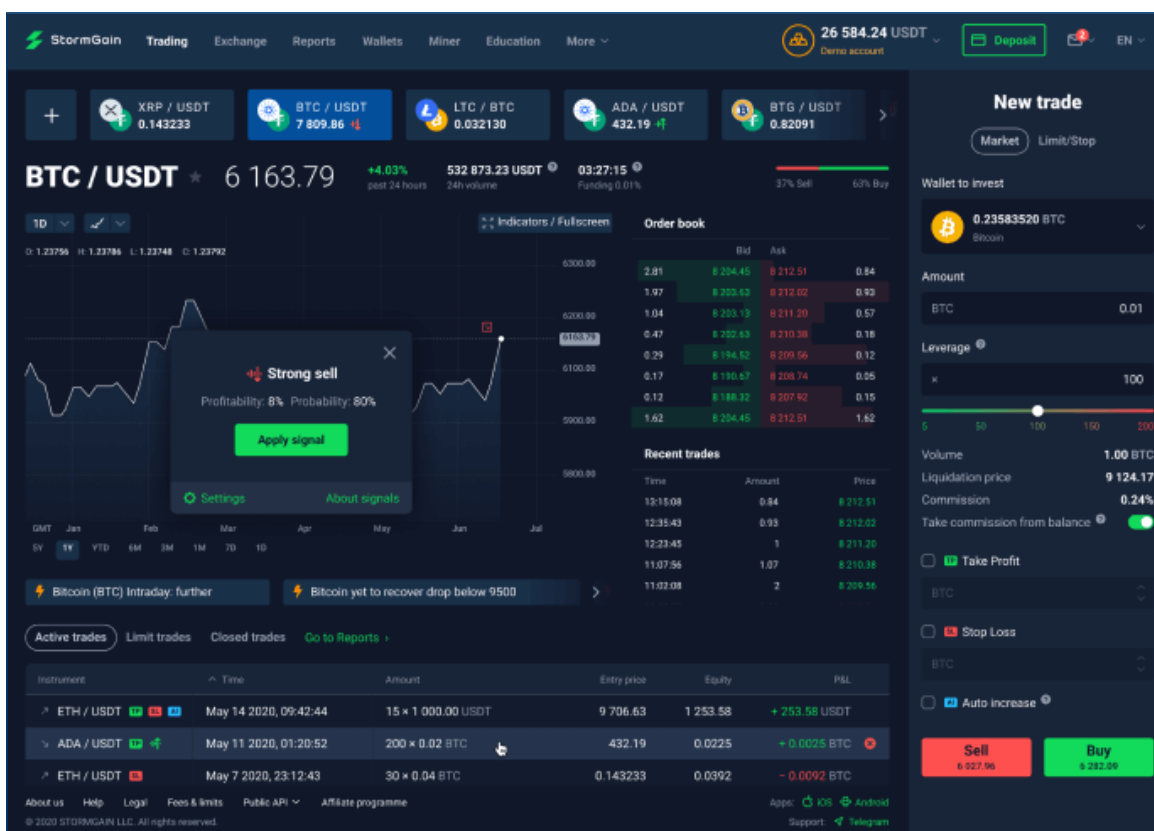 StormGain Trading Exchange Reports Wallets Miner Education More 26 584.24 USDT Demo account Deposit 2 EN
+ XRP / USDT 0.143233 BTC / USDT 7 809.86 LTC / BTC 0.032130 ADA / USDT 432.19 BTG / USDT 0.82091
BTC / USDT 6 163.79 +4.03% past 24 hours 532 873.23 USDT 24h volume 03:27:15 Funding 0.01% 37% Sell 63% Buy
1D Indicators / Fullscreen
O: 1.23756 H: 1.23786 L: 1.23748 C: 1.23792
6300.00
6200.00
6163.79
6100.00
5900.00
5800.00
Strong sell
Profitability: 8% Probability: 80%
Apply signal
Settings About signals
GMT Jan Feb Mar Apr May Jun Jul
5Y 1Y YTD 6M 3M 1M 7D 1D
Order book
Bid Ask
2.81 8 204.45 8 212.51 0.84
1.97 8 203.63 8 212.02 0.93
1.04 8 203.13 8 211.20 0.57
0.47 8 202.63 8 210.38 0.18
0.29 8 194.52 8 209.56 0.12
0.17 8 190.67 8 208.74 0.05
0.12 8 188.32 8 207.92 0.15
1.62 8 204.45 8 212.51 1.62
Recent trades
Time Amount Price
13:15:08 0.84 8 212.51
12:35:43 0.93 8 212.02
12:23:45 1 8 211.20
11:07:56 1.07 8 210.38
11:02:08 2 8 209.56
Bitcoin (BTC) Intraday: further Bitcoin yet to recover drop below 9500
Active trades Limit trades Closed trades Go to Reports
Instrument Time Amount Entry price Equity P&L
ETH / USDT TP SL AI May 14 2020, 09:42:44 15 × 1 000.00 USDT 9 706.63 1 253.58 + 253.58 USDT
ADA / USDT TP May 11 2020, 01:20:52 200 × 0.02 BTC 432.19 0.0225 + 0.0025 BTC
ETH / USDT SL May 7 2020, 23:12:43 30 × 0.04 BTC 0.143233 0.0392 − 0.0092 BTC
About us Help Legal Fees & limits Public API Affiliate programme Apps: iOS Android
© 2020 STORMGAIN LLC. All rights reserved. Support: Telegram
New trade
Market Limit/Stop
Wallet to invest
0.23583520 BTC
Bitcoin
Amount
BTC 0.01
Leverage
× 100
5 50 100 150 200
Volume 1.00 BTC
Liquidation price 9 124.17
Commission 0.24%
Take commission from balance
TP Take Profit
BTC
SL Stop Loss
BTC
AI Auto increase
Sell 6 027.96 Buy 6 282.09